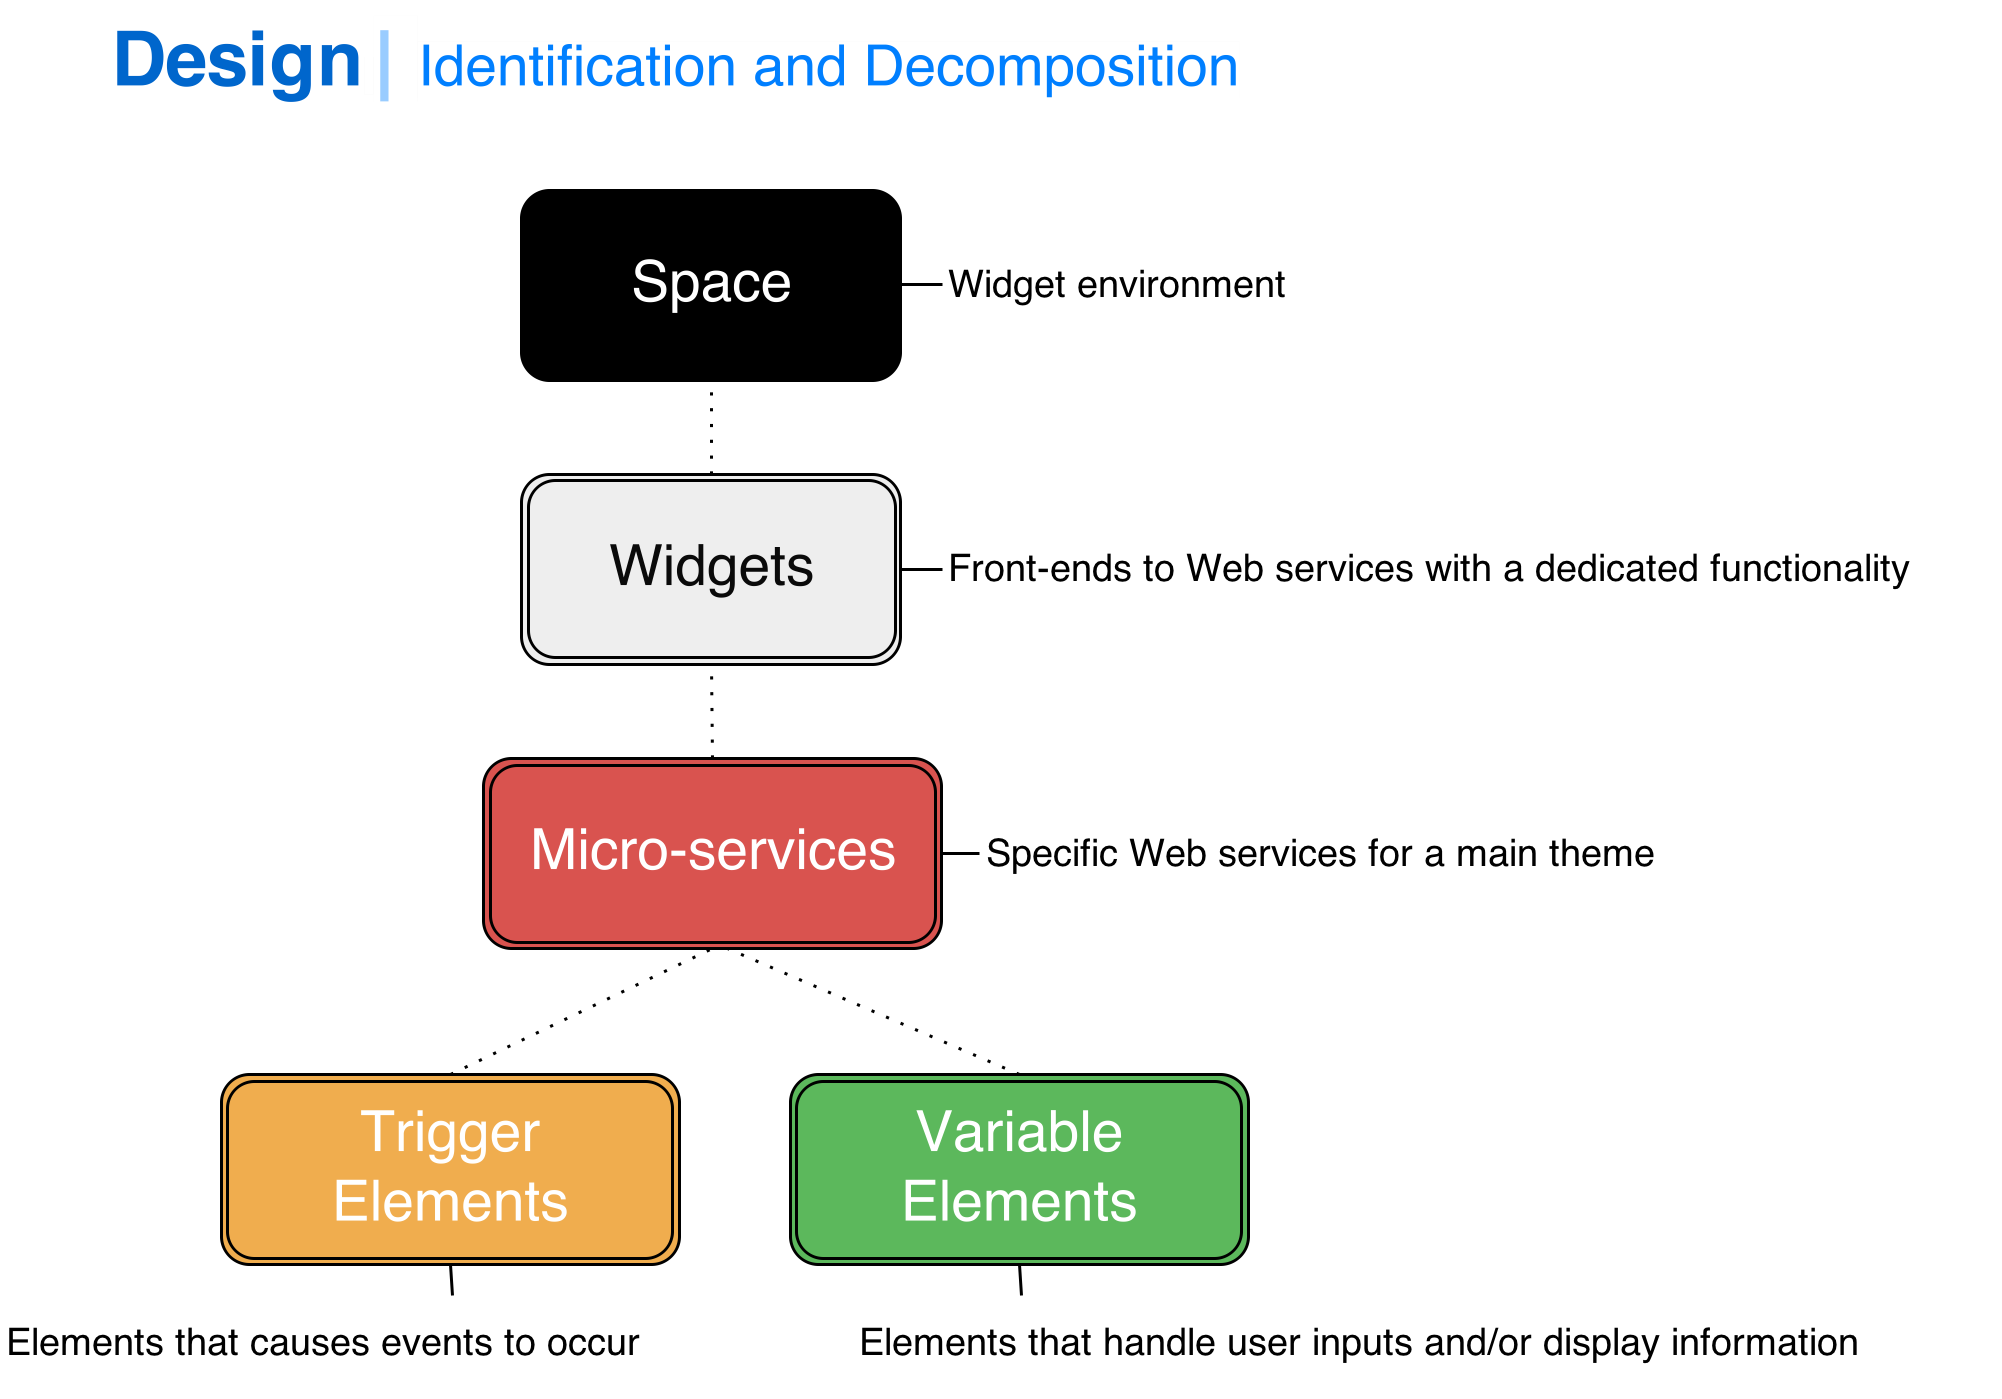 Design | Identification and Decomposition
Space
Widget environment
Widgets
Front-ends to Web services with a dedicated functionality
Micro-services
Specific Web services for a main theme
Trigger
Elements
Variable
Elements
Elements that causes events to occur
Elements that handle user inputs and/or display information